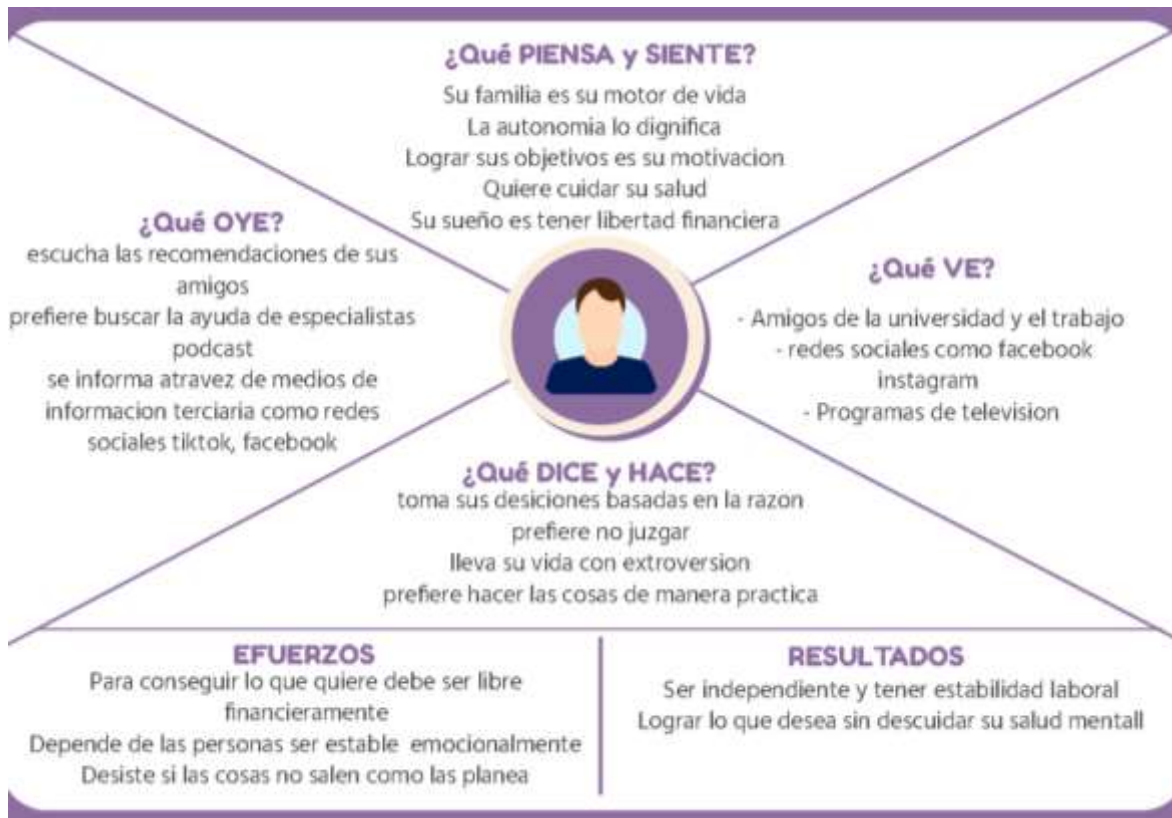 ¿Qué PIENSA y SIENTE?
Su familia es su motor de vida
La autonomia lo dignifica
Lograr sus objetivos es su motivacion
Quiere cuidar su salud
Su sueño es tener libertad financiera
¿Qué OYE?
escucha las recomendaciones de sus
amigos
prefiere buscar la ayuda de especialistas
podcast
se informa atravez de medios de
informacion terciaria como redes
sociales tiktok, facebook
¿Qué VE?
- Amigos de la universidad y el trabajo
- redes sociales como facebook
instagram
- Programas de television
¿Qué DICE y HACE?
toma sus desiciones basadas en la razon
prefiere no juzgar
lleva su vida con extroversion
prefiere hacer las cosas de manera practica
EFUERZOS
Para conseguir lo que quiere debe ser libre
financieramente
Depende de las personas ser estable emocionalmente
Desiste si las cosas no salen como las planea
RESULTADOS
Ser independiente y tener estabilidad laboral
Lograr lo que desea sin descuidar su salud mentall